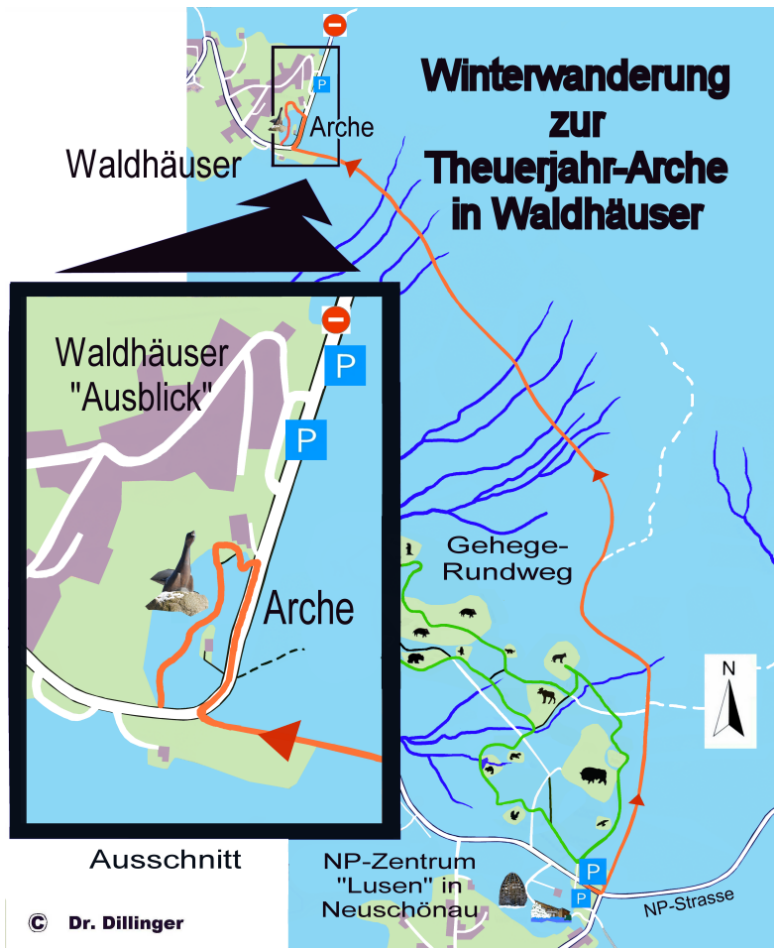 Winterwanderung
zur
Theuerjahr-Arche
in Waldhäuser
P
Arche
Waldhäuser
Waldhäuser
"Ausblick"
P
P
Arche
Gehege-
Rundweg
N
Ausschnitt
NP-Zentrum
"Lusen" in
Neuschönau
P
P
NP-Strasse
© Dr. Dillinger